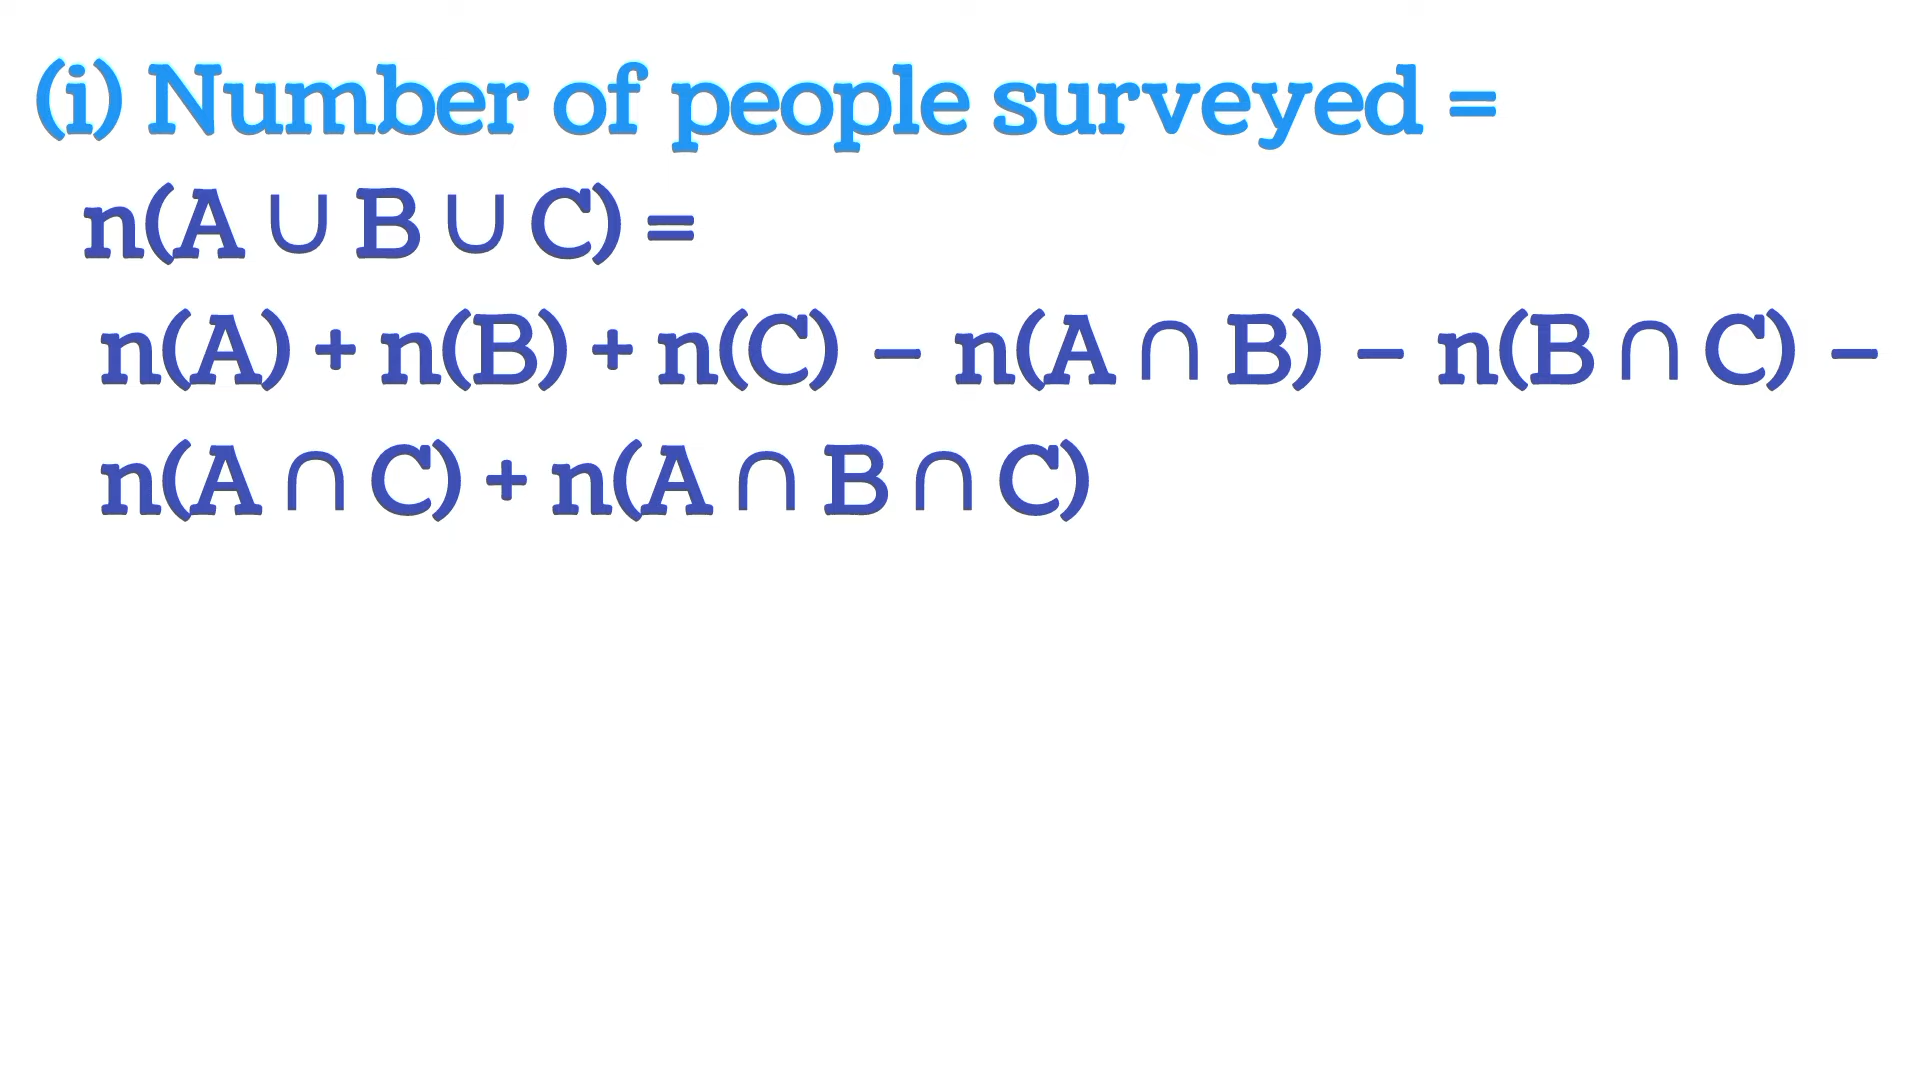 (i) Number of people surveyed =
n(A ∪ B ∪ C) =
n(A) + n(B) + n(C) – n(A ∩ B) – n(B ∩ C) –
n(A ∩ C) + n(A ∩ B ∩ C)